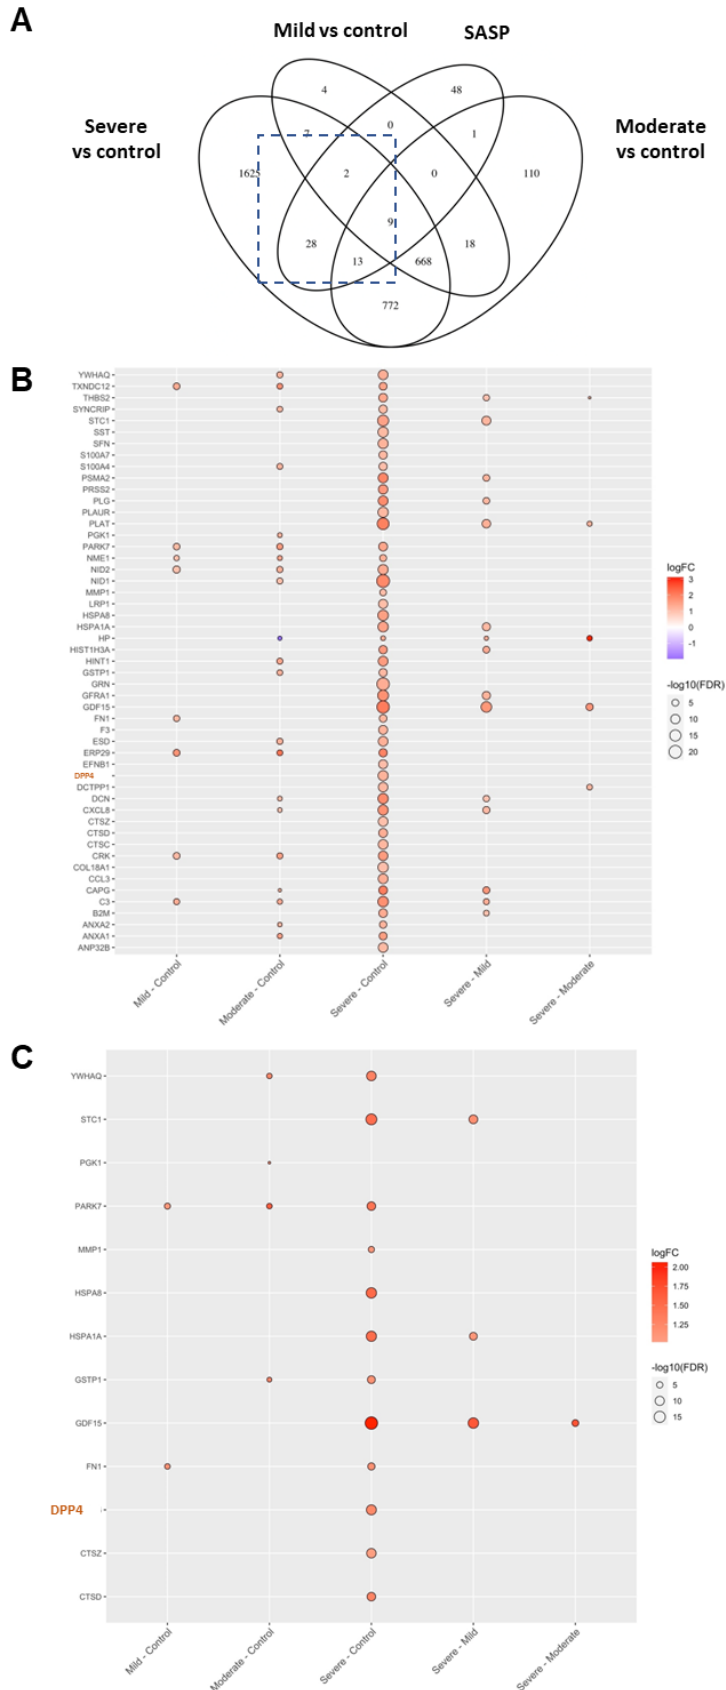 A
Mild vs control
SASP
Severe
vs control
Moderate
vs control
4
48
7
0
1
1625
2
0
110
9
28
13
668
18
772
B
YWHAQ
TXNDC12
THBS2
SYNCRIP
STC1
SST
SFN
S100A7
S100A4
PSMA2
PRSS2
PLG
PLAUR
PLAT
PGK1
PARK7
NME1
NID2
NID1
MMP1
LRP1
HSPA8
HSPA1A
HP
HIST1H3A
HINT1
GSTP1
GRN
GFRA1
GDF15
FN1
F3
ESD
ERP29
EFNB1
DPP4
DCTPP1
DCN
CXCL8
CTSZ
CTSD
CTSC
CRK
COL18A1
CCL3
CAPG
C3
B2M
ANXA2
ANXA1
ANP32B
Mild - Control
Moderate - Control
Severe - Control
Severe - Mild
Severe - Moderate
logFC
3
2
1
0
-1
-log10(FDR)
5
10
15
20
C
YWHAQ
STC1
PGK1
PARK7
MMP1
HSPA8
HSPA1A
GSTP1
GDF15
FN1
DPP4
CTSZ
CTSD
Mild - Control
Moderate - Control
Severe - Control
Severe - Mild
Severe - Moderate
logFC
2.00
1.75
1.50
1.25
-log10(FDR)
5
10
15